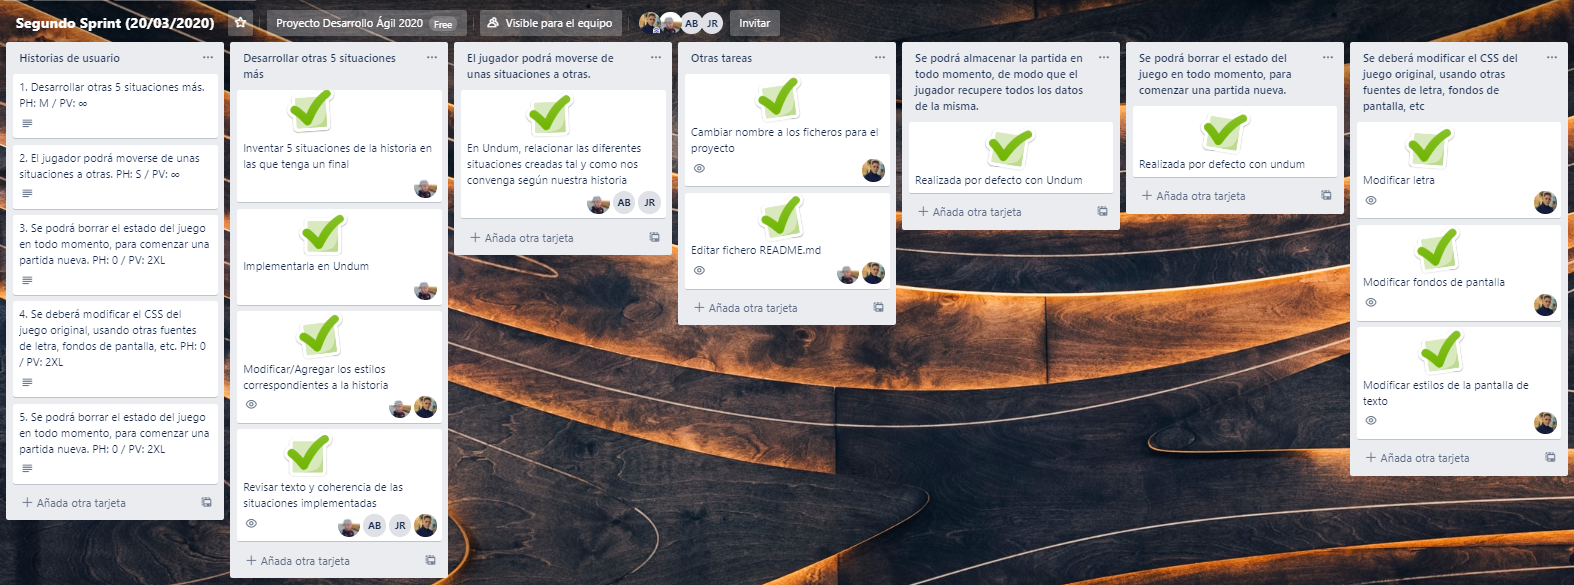 Segundo Sprint (20/03/2020)
Proyecto Desarrollo Ágil 2020 Free
Visible para el equipo
AB
JR
Invitar
Historias de usuario
1. Desarrollar otras 5 situaciones más.
PH: M / PV: ∞
2. El jugador podrá moverse de unas
situaciones a otras. PH: S / PV: ∞
3. Se podrá borrar el estado del juego
en todo momento, para comenzar una
partida nueva. PH: 0 / PV: 2XL
4. Se deberá modificar el CSS del
juego original, usando otras fuentes
de letra, fondos de pantalla, etc. PH: 0
/ PV: 2XL
5. Se podrá borrar el estado del juego
en todo momento, para comenzar una
partida nueva. PH: 0 / PV: 2XL
+ Añada otra tarjeta
Desarrollar otras 5 situaciones
más
Inventar 5 situaciones de la historia en
las que tenga un final
Implementarla en Undum
Modificar/Agregar los estilos
correspondientes a la historia
Revisar texto y coherencia de las
situaciones implementadas
AB
JR
+ Añada otra tarjeta
El jugador podrá moverse de
unas situaciones a otras.
En Undum, relacionar las diferentes
situaciones creadas tal y como nos
convenga según nuestra historia
AB
JR
+ Añada otra tarjeta
Otras tareas
Cambiar nombre a los ficheros para el
proyecto
Editar fichero README.md
+ Añada otra tarjeta
Se podrá almacenar la partida en
todo momento, de modo que el
jugador recupere todos los datos
de la misma.
Realizada por defecto con Undum
+ Añada otra tarjeta
Se podrá borrar el estado del
juego en todo momento, para
comenzar una partida nueva.
Realizada por defecto con undum
+ Añada otra tarjeta
Se deberá modificar el CSS del
juego original, usando otras
fuentes de letra, fondos de
pantalla, etc
Modificar letra
Modificar fondos de pantalla
Modificar estilos de la pantalla de
texto
+ Añada otra tarjeta